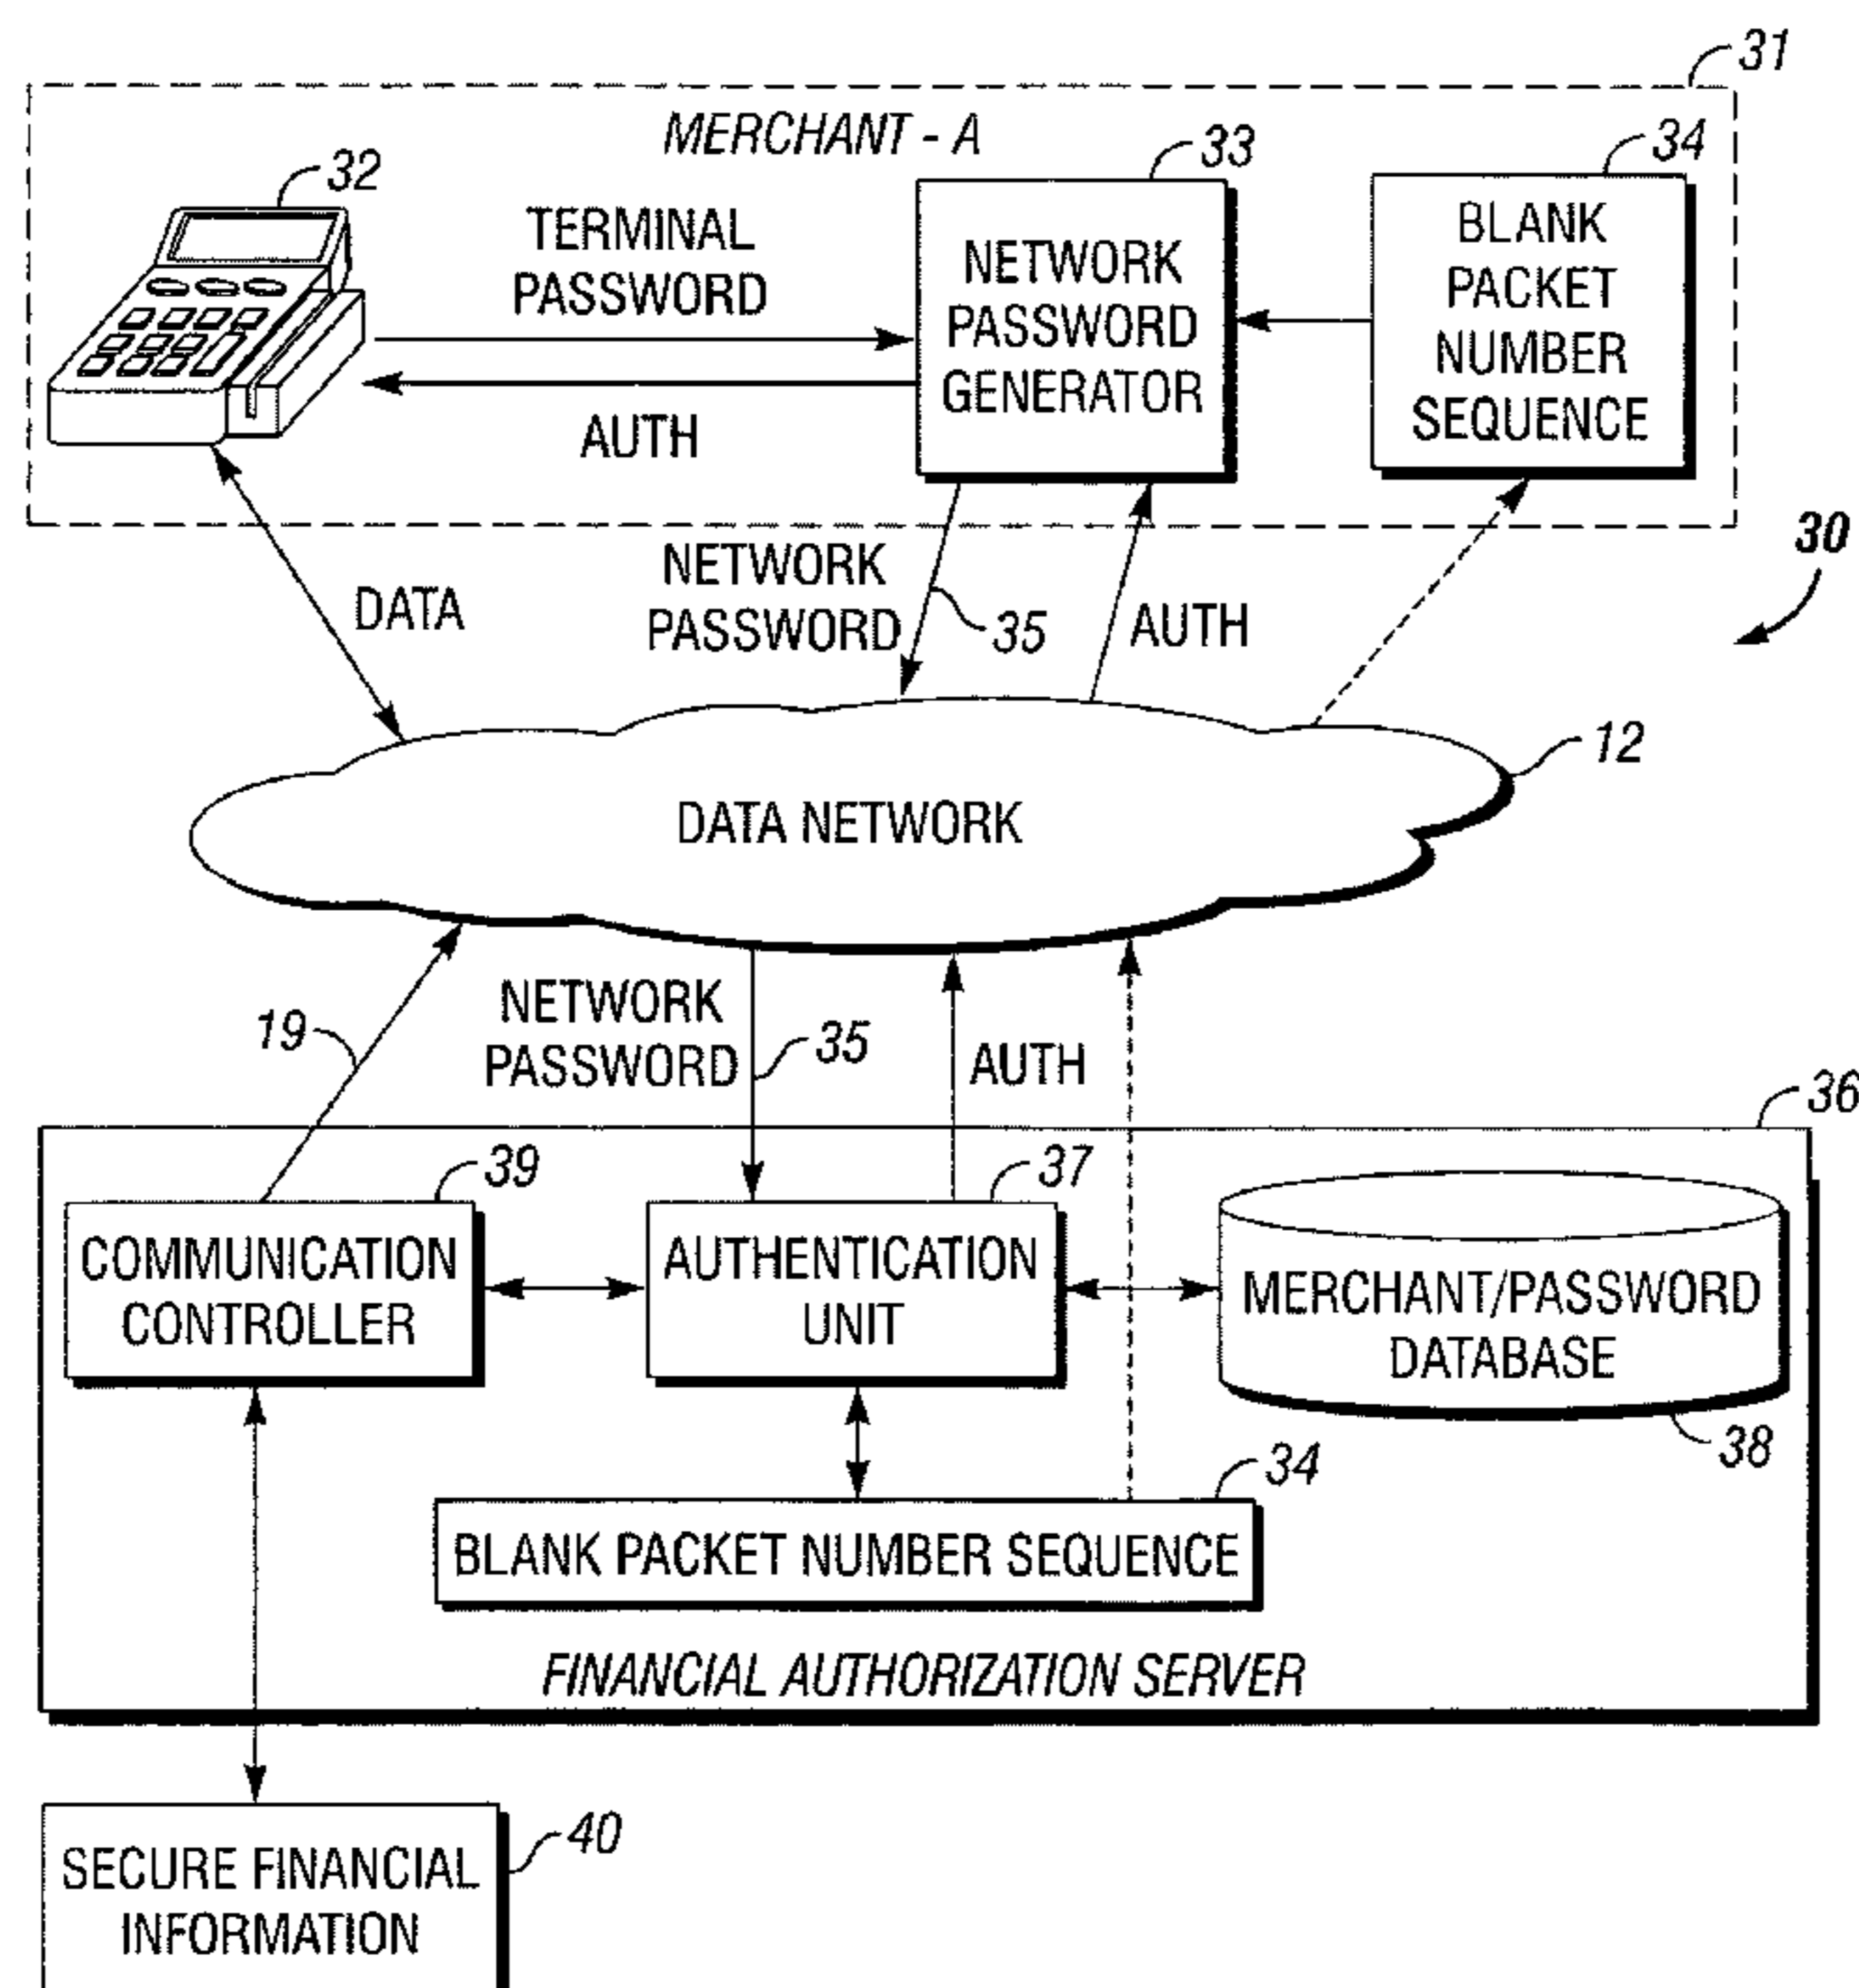 31
MERCHANT - A
32
33
34
TERMINAL
PASSWORD
AUTH
NETWORK
PASSWORD
GENERATOR
BLANK
PACKET
NUMBER
SEQUENCE
30
DATA
NETWORK
PASSWORD
35
AUTH
12
DATA NETWORK
19
NETWORK
PASSWORD
35
AUTH
36
39
37
COMMUNICATION
CONTROLLER
AUTHENTICATION
UNIT
MERCHANT/PASSWORD
DATABASE
38
34
BLANK PACKET NUMBER SEQUENCE
FINANCIAL AUTHORIZATION SERVER
40
SECURE FINANCIAL
INFORMATION